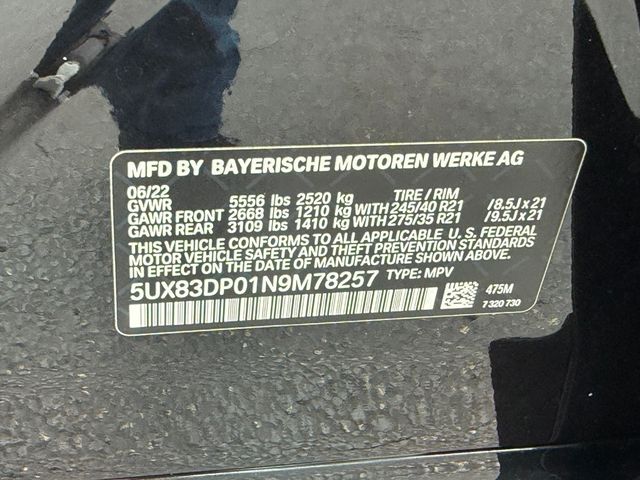 MFD BY BAYERISCHE MOTOREN WERKE AG
06/22 TIRE / RIM
GVWR 5556 lbs 2520 kg
GAWR FRONT 2668 lbs 1210 kg WITH 245/40 R21 /8.5J x 21
GAWR REAR 3109 lbs 1410 kg WITH 275/35 R21 /9.5J x 21
THIS VEHICLE CONFORMS TO ALL APPLICABLE U. S. FEDERAL
MOTOR VEHICLE SAFETY AND THEFT PREVENTION STANDARDS
IN EFFECT ON THE DATE OF MANUFACTURE SHOWN ABOVE.
5UX83DP01N9M78257 TYPE: MPV
475M
7 320 730